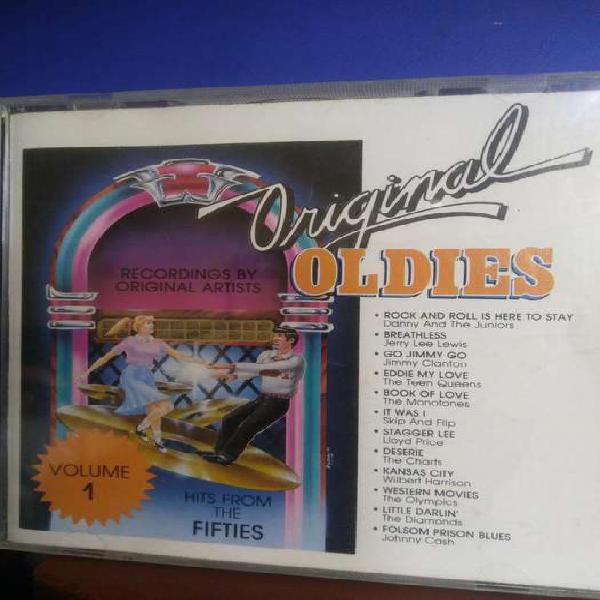 Original
OLDIES
RECORDINGS BY
ORIGINAL ARTISTS
VOLUME
1
HITS FROM
THE
FIFTIES
• ROCK AND ROLL IS HERE TO STAY
Danny And The Juniors
• BREATHLESS
Jerry Lee Lewis
• GO JIMMY GO
Jimmy Clanton
• EDDIE MY LOVE
The Teen Queens
• BOOK OF LOVE
The Monotones
• IT WAS I
Skip And Flip
• STAGGER LEE
Lloyd Price
• DESERIE
The Charts
• KANSAS CITY
Wilbert Harrison
• WESTERN MOVIES
The Olympics
• LITTLE DARLIN'
The Diamonds
• FOLSOM PRISON BLUES
Johnny Cash